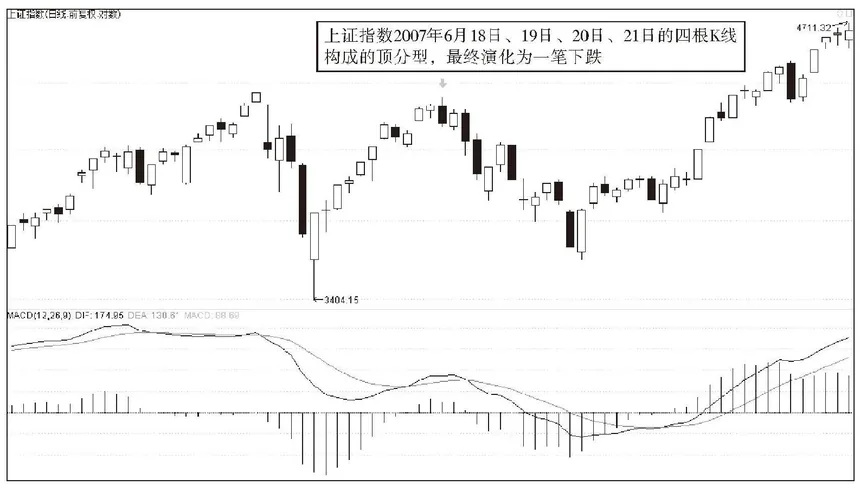 上证指数(日线.前复权.对数)
4711.32
上证指数2007年6月18日、19日、20日、21日的四根K线
构成的顶分型，最终演化为一笔下跌
3404.15
MACD(12,26,9) DIF: 174.95 DEA: 130.61 MACD: 88.68